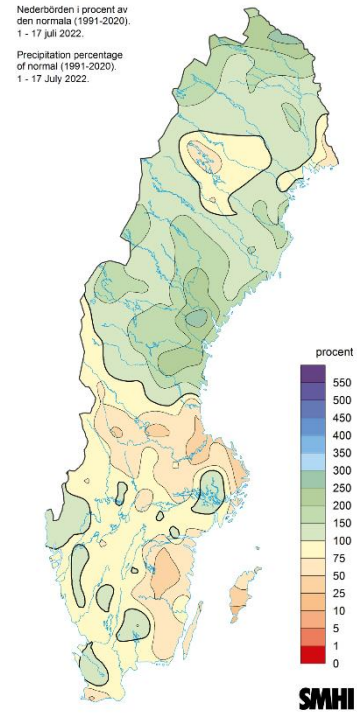 Nederbörden i procent av
den normala (1991-2020).
1 - 17 juli 2022.
Precipitation percentage
of normal (1991-2020).
1 - 17 July 2022.
procent
550
500
450
400
350
300
250
200
150
100
75
50
25
10
5
1
0
SMHI